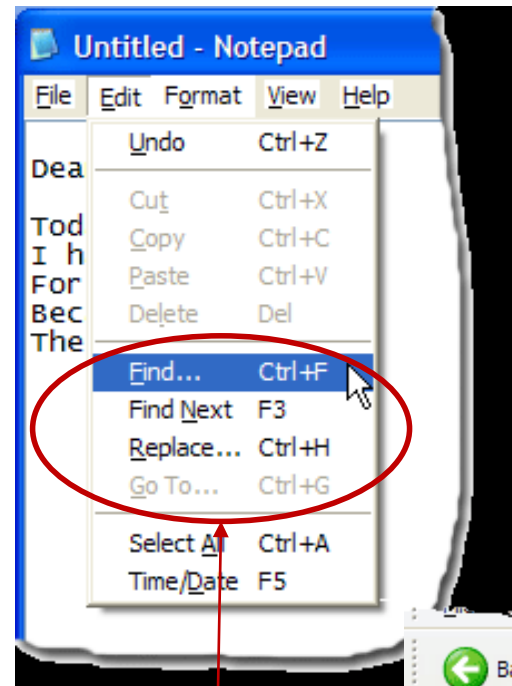 Untitled - Notepad
File Edit Format View Help
Undo Ctrl+Z
Cut Ctrl+X
Copy Ctrl+C
Paste Ctrl+V
Delete Del
Find... Ctrl+F
Find Next F3
Replace... Ctrl+H
Go To... Ctrl+G
Select All Ctrl+A
Time/Date F5
Dea
Tod
I h
For
Bec
The
Ba